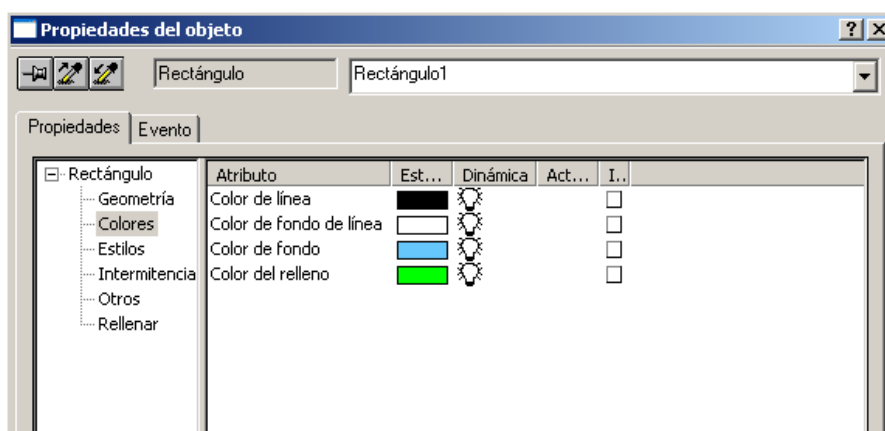 Propiedades del objeto
Rectángulo Rectángulo1
Propiedades Evento
Rectángulo
Geometría
Colores
Estilos
Intermitencia
Otros
Rellenar
Atributo Est... Dinámica Act... I..
Color de línea
Color de fondo de línea
Color de fondo
Color del relleno